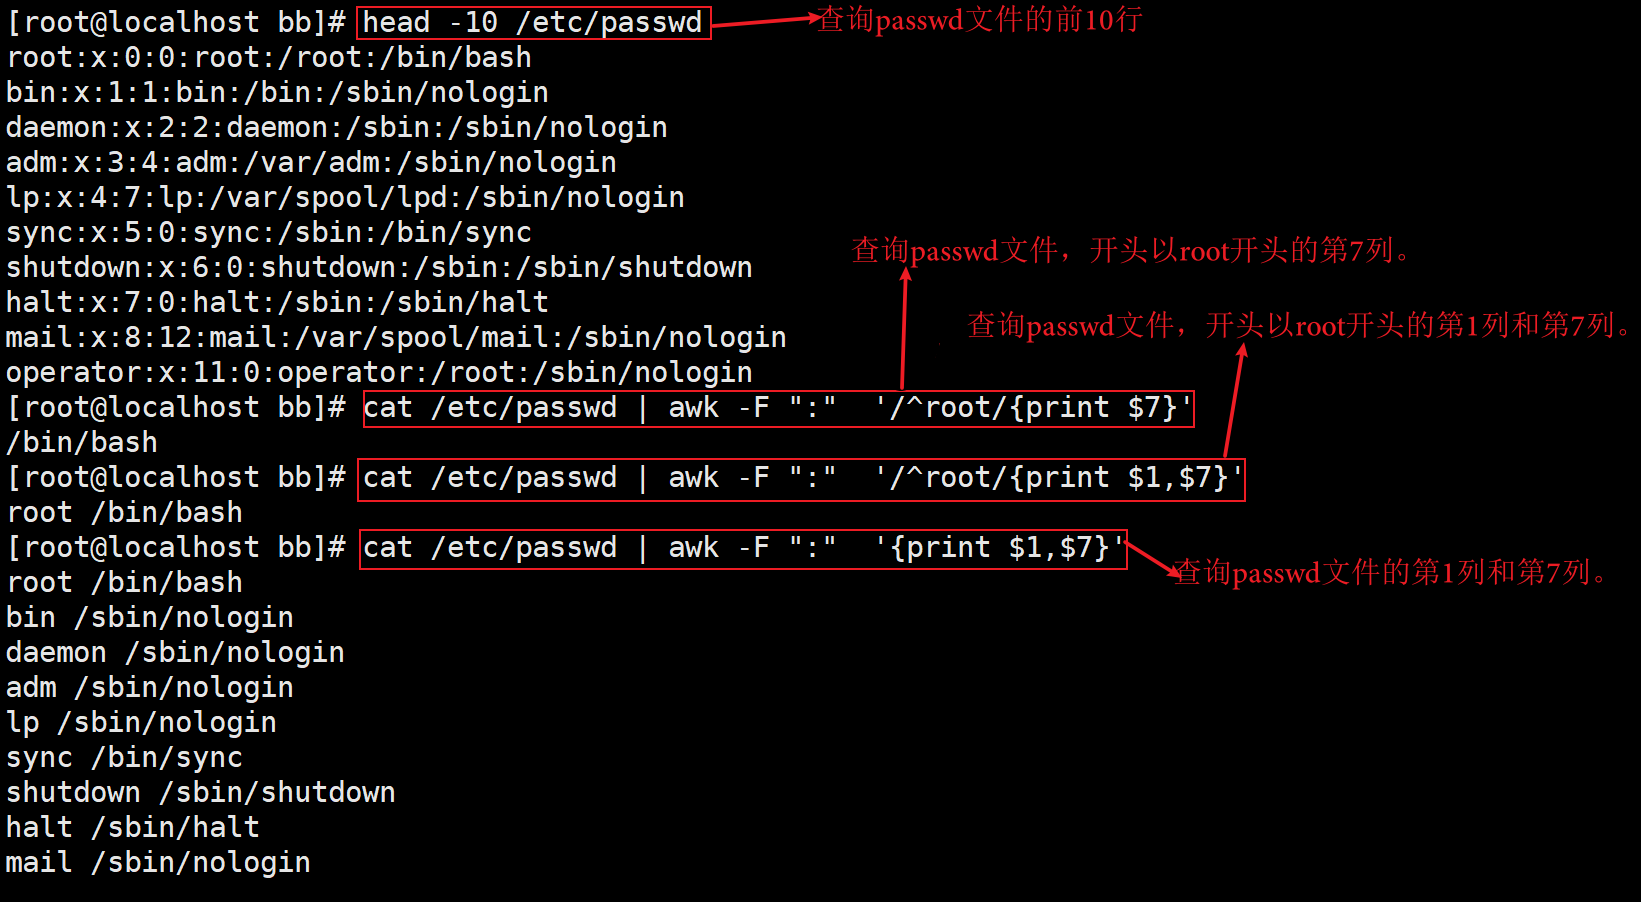 [root@localhost bb]# head -10 /etc/passwd 查询passwd文件的前10行
root:x:0:0:root:/root:/bin/bash
bin:x:1:1:bin:/bin:/sbin/nologin
daemon:x:2:2:daemon:/sbin:/sbin/nologin
adm:x:3:4:adm:/var/adm:/sbin/nologin
lp:x:4:7:lp:/var/spool/lpd:/sbin/nologin
sync:x:5:0:sync:/sbin:/bin/sync
查询passwd文件，开头以root开头的第7列。
shutdown:x:6:0:shutdown:/sbin:/sbin/shutdown
halt:x:7:0:halt:/sbin:/sbin/halt
查询passwd文件，开头以root开头的第1列和第7列。
mail:x:8:12:mail:/var/spool/mail:/sbin/nologin
operator:x:11:0:operator:/root:/sbin/nologin
[root@localhost bb]# cat /etc/passwd | awk -F ":"  '/^root/{print $7}'
/bin/bash
[root@localhost bb]# cat /etc/passwd | awk -F ":"  '/^root/{print $1,$7}'
root /bin/bash
[root@localhost bb]# cat /etc/passwd | awk -F ":"  '{print $1,$7}'
查询passwd文件的第1列和第7列。
root /bin/bash
bin /sbin/nologin
daemon /sbin/nologin
adm /sbin/nologin
lp /sbin/nologin
sync /bin/sync
shutdown /sbin/shutdown
halt /sbin/halt
mail /sbin/nologin